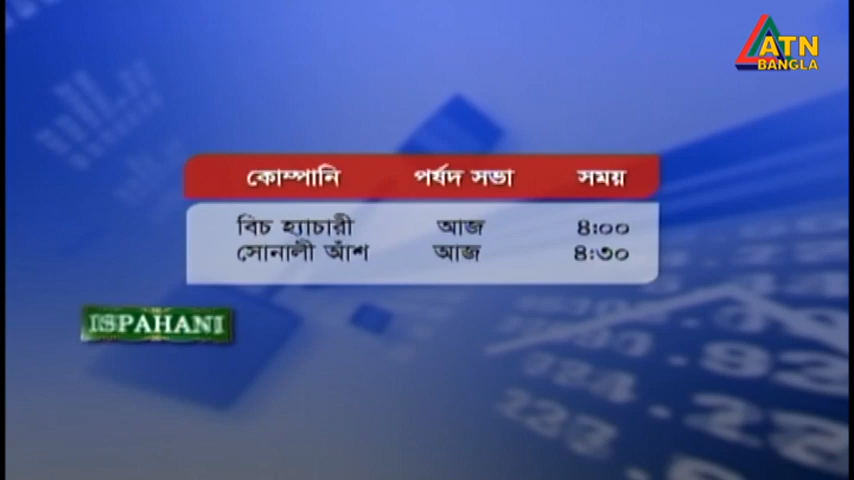 ATN
BANGLA
কোম্পানি পর্ষদ সভা সময়
বিচ হ্যাচারী আজ ৪:০০
সোনালী আঁশ আজ ৪:৩০
ISPAHANI